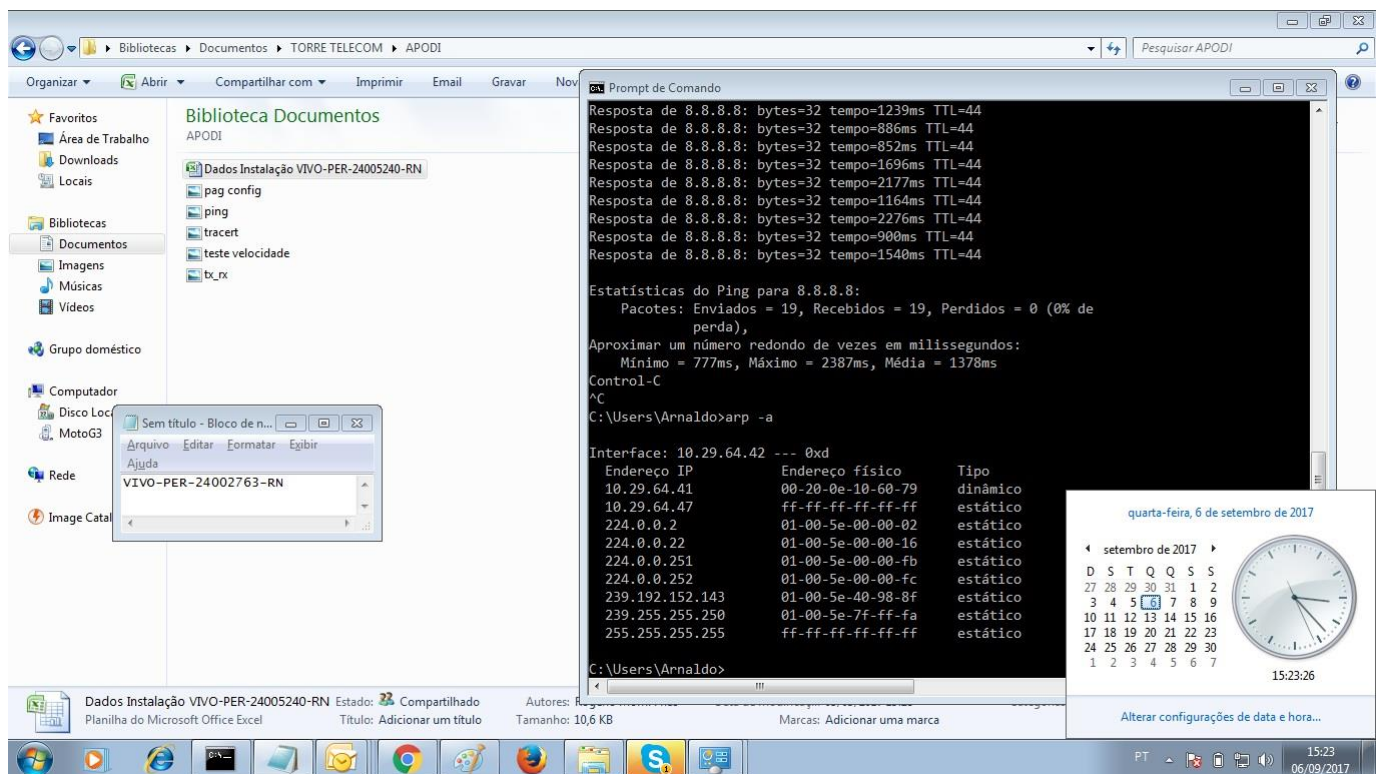 Bibliotecas ▸ Documentos ▸ TORRE TELECOM ▸ APODI
Pesquisar APODI
Organizar Abrir Compartilhar com Imprimir Email Gravar
Favoritos
Área de Trabalho
Downloads
Locais
Bibliotecas
Documentos
Imagens
Músicas
Vídeos
Grupo doméstico
Computador
MotoG3
Rede
Biblioteca Documentos
APODI
Dados Instalação VIVO-PER-24005240-RN
pag config
ping
tracert
teste velocidade
tx_rx
Sem título - Bloco de n...
Arquivo Editar Formatar Exibir
Ajuda
VIVO-PER-24002763-RN
Prompt de Comando
Resposta de 8.8.8.8: bytes=32 tempo=1239ms TTL=44
Resposta de 8.8.8.8: bytes=32 tempo=886ms TTL=44
Resposta de 8.8.8.8: bytes=32 tempo=852ms TTL=44
Resposta de 8.8.8.8: bytes=32 tempo=1696ms TTL=44
Resposta de 8.8.8.8: bytes=32 tempo=2177ms TTL=44
Resposta de 8.8.8.8: bytes=32 tempo=1164ms TTL=44
Resposta de 8.8.8.8: bytes=32 tempo=2276ms TTL=44
Resposta de 8.8.8.8: bytes=32 tempo=900ms TTL=44
Resposta de 8.8.8.8: bytes=32 tempo=1540ms TTL=44
Estatísticas do Ping para 8.8.8.8:
Pacotes: Enviados = 19, Recebidos = 19, Perdidos = 0 (0% de
perda),
Aproximar um número redondo de vezes em milissegundos:
Mínimo = 777ms, Máximo = 2387ms, Média = 1378ms
Control-C
^C
C:\Users\Arnaldo>arp -a
Interface: 10.29.64.42 --- 0xd
Endereço IP Endereço físico Tipo
10.29.64.41 00-20-0e-10-60-79 dinâmico
10.29.64.47 ff-ff-ff-ff-ff-ff estático
224.0.0.2 01-00-5e-00-00-02 estático
224.0.0.22 01-00-5e-00-00-16 estático
224.0.0.251 01-00-5e-00-00-fb estático
224.0.0.252 01-00-5e-00-00-fc estático
239.192.152.143 01-00-5e-40-98-8f estático
239.255.255.250 01-00-5e-7f-ff-fa estático
255.255.255.255 ff-ff-ff-ff-ff-ff estático
C:\Users\Arnaldo>
quarta-feira, 6 de setembro de 2017
setembro de 2017
D S T Q Q S S
27 28 29 30 31 1 2
3 4 5 6 7 8 9
10 11 12 13 14 15 16
17 18 19 20 21 22 23
24 25 26 27 28 29 30
1 2 3 4 5 6 7
15:23:26
Alterar configurações de data e hora...
Dados Instalação VIVO-PER-24005240-RN Estado: Compartilhado Autores:
Planilha do Microsoft Office Excel Título: Adicionar um título Tamanho: 10,6 KB Marcas: Adicionar uma marca
PT
15:23
06/09/2017